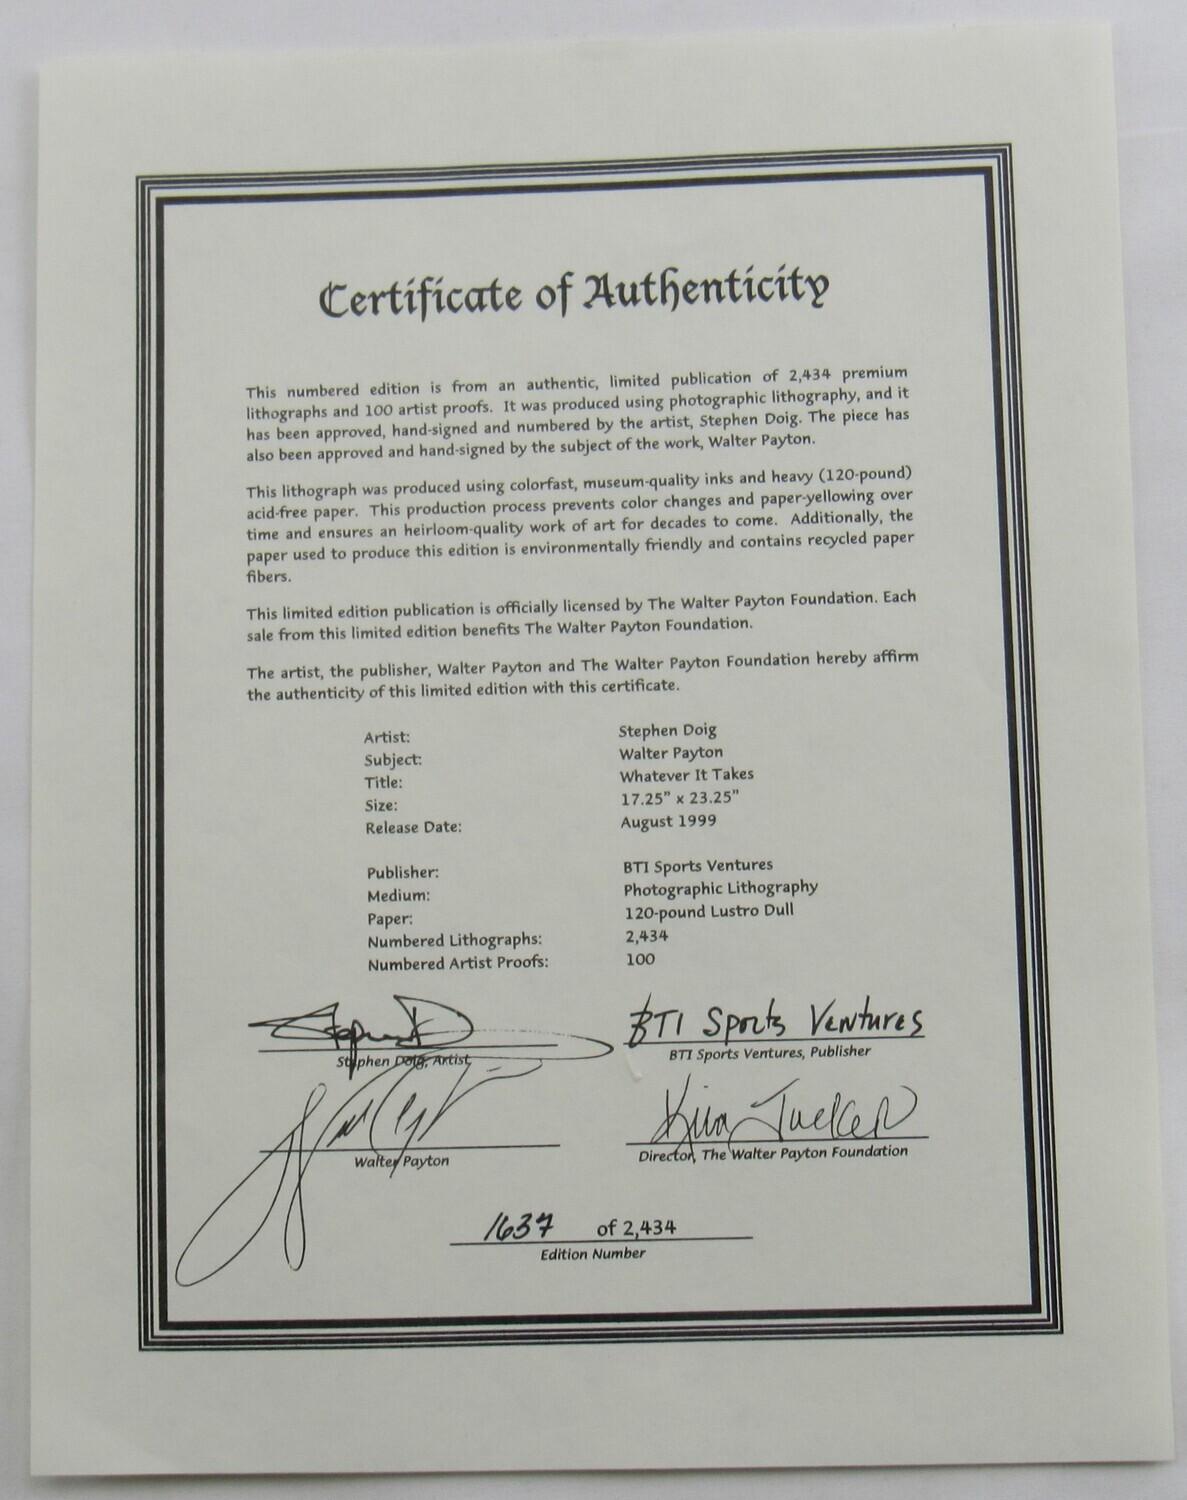 Certificate of Authenticity
This numbered edition is from an authentic, limited publication of 2,434 premium
lithographs and 100 artist proofs. It was produced using photographic lithography, and it
has been approved, hand-signed and numbered by the artist, Stephen Doig. The piece has
also been approved and hand-signed by the subject of the work, Walter Payton.
This lithograph was produced using colorfast, museum-quality inks and heavy (120-pound)
acid-free paper. This production process prevents color changes and paper-yellowing over
time and ensures an heirloom-quality work of art for decades to come. Additionally, the
paper used to produce this edition is environmentally friendly and contains recycled paper
fibers.
This limited edition publication is officially licensed by The Walter Payton Foundation. Each
sale from this limited edition benefits The Walter Payton Foundation.
The artist, the publisher, Walter Payton and The Walter Payton Foundation hereby affirm
the authenticity of this limited edition with this certificate.
Artist: Stephen Doig
Subject: Walter Payton
Title: Whatever It Takes
Size: 17.25" x 23.25"
Release Date: August 1999
Publisher: BTI Sports Ventures
Medium: Photographic Lithography
Paper: 120-pound Lustro Dull
Numbered Lithographs: 2,434
Numbered Artist Proofs: 100
BTI Sports Ventures
Stephen Doig, Artist BTI Sports Ventures, Publisher
Tucker
Walter Payton Director, The Walter Payton Foundation
1637 of 2,434
Edition Number